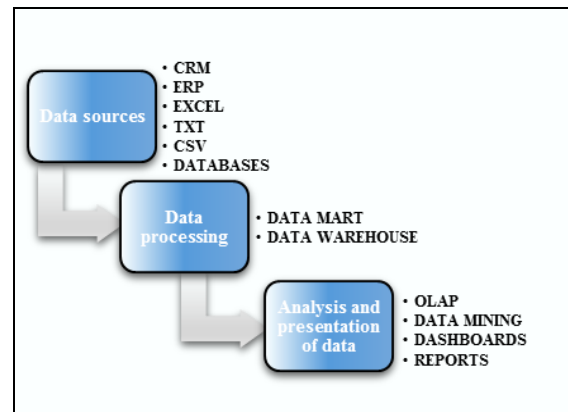 Data sources
• CRM
• ERP
• EXCEL
• TXT
• CSV
• DATABASES
Data
processing
• DATA MART
• DATA WAREHOUSE
Analysis and
presentation
of data
• OLAP
• DATA MINING
• DASHBOARDS
• REPORTS